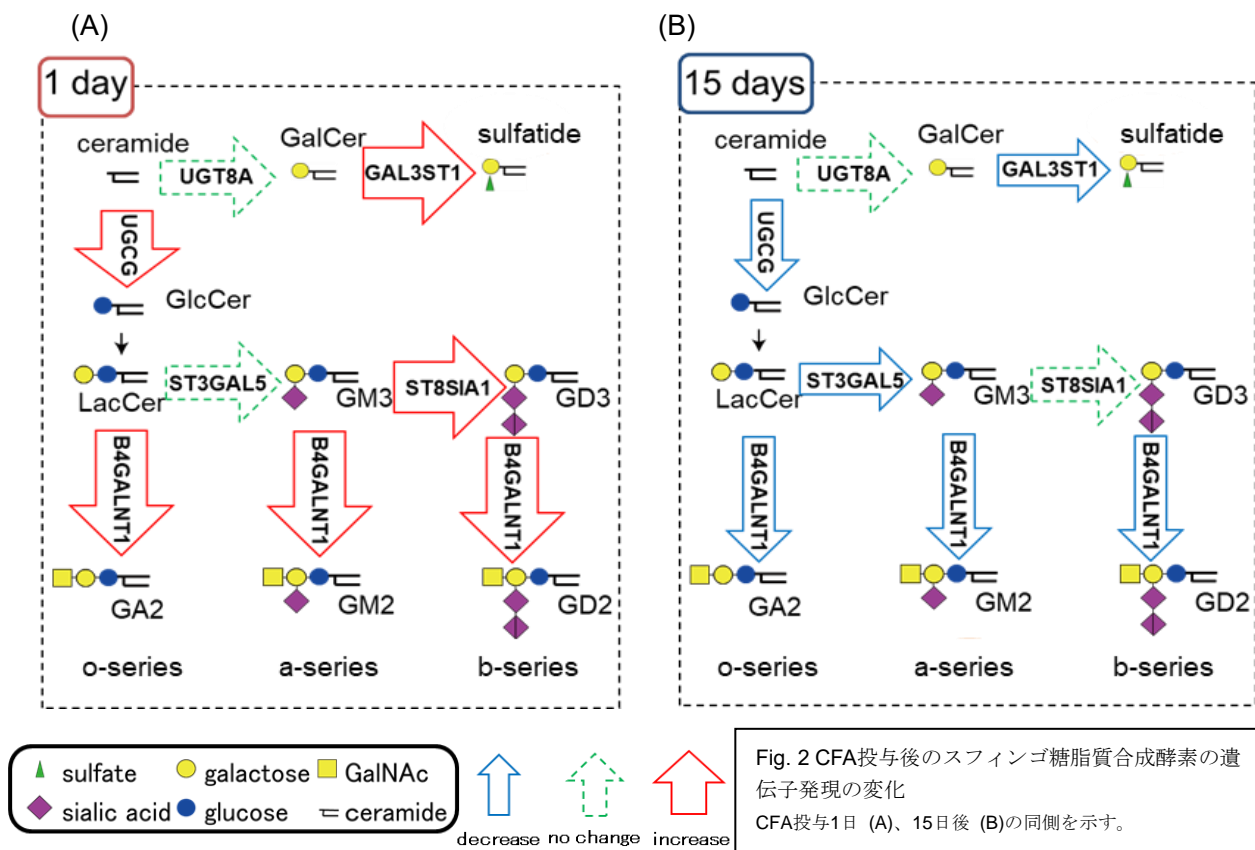 (A)
1 day
ceramide
UGT8A
GalCer
GAL3ST1
sulfatide
UGCG
GlcCer
LacCer
ST3GAL5
GM3
ST8SIA1
GD3
B4GALNT1
B4GALNT1
B4GALNT1
GA2
GM2
GD2
o-series
a-series
b-series
(B)
15 days
ceramide
UGT8A
GalCer
GAL3ST1
sulfatide
UGCG
GlcCer
LacCer
ST3GAL5
GM3
ST8SIA1
GD3
B4GALNT1
B4GALNT1
B4GALNT1
GA2
GM2
GD2
o-series
a-series
b-series
sulfate
galactose
GalNAc
sialic acid
glucose
ceramide
decrease
no change
increase
Fig. 2 CFA投与後のスフィンゴ糖脂質合成酵素の遺
伝子発現の変化
CFA投与1日 (A)、15日後 (B)の同側を示す。